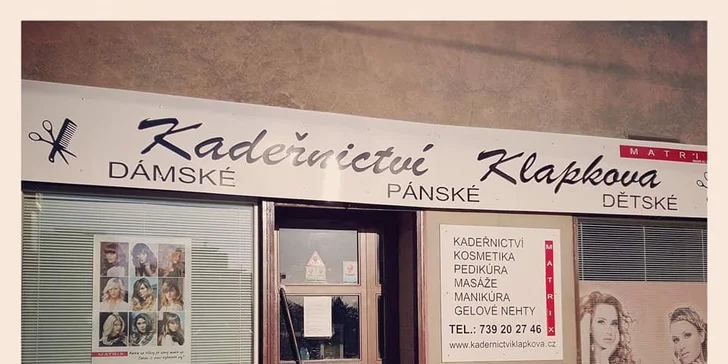 Kadeřnictví Klapkova
MATRIX
DÁMSKÉ PÁNSKÉ DĚTSKÉ
KADEŘNICTVÍ
KOSMETIKA
PEDIKÚRA
MASÁŽE
MANIKÚRA
GELOVÉ NEHTY
MATRIX
TEL.: 739 20 27 46
www.kadernictviklapkova.cz
MATRIX